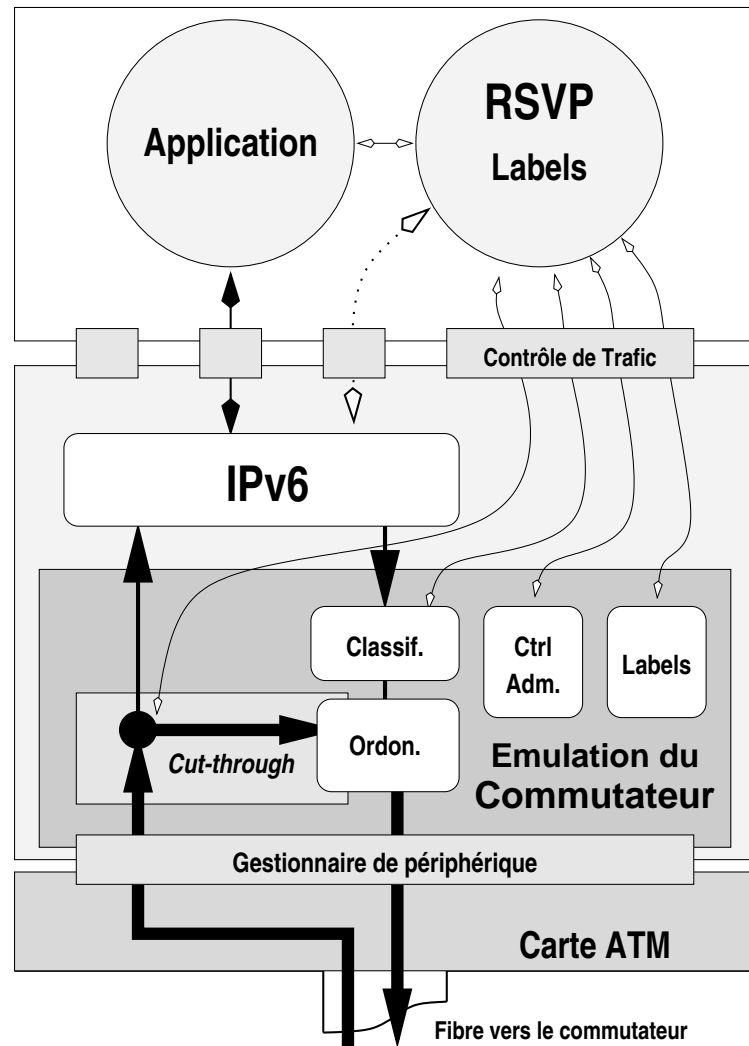 Application
RSVP
Labels
Contrôle de Trafic
IPv6
Classif.
Ctrl
Adm.
Labels
Ordon.
Cut-through
Emulation du
Commutateur
Gestionnaire de périphérique
Carte ATM
Fibre vers le commutateur